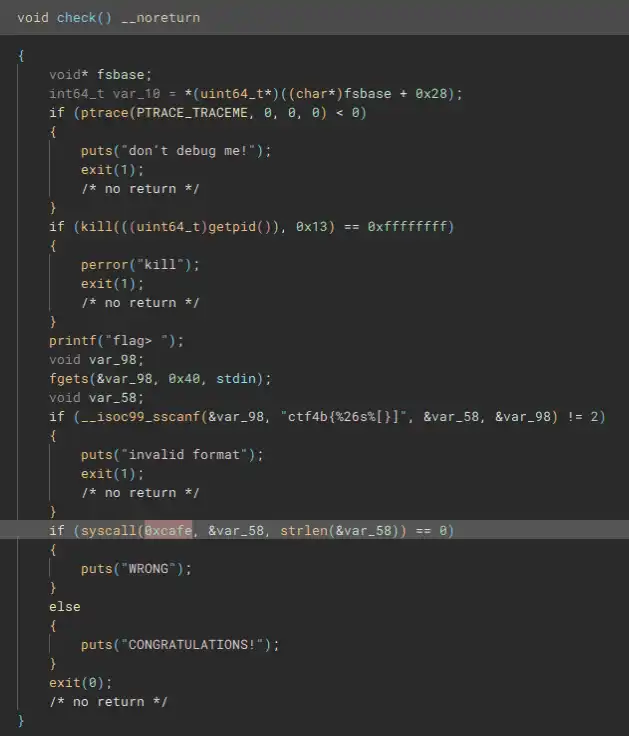 void check() __noreturn
{
void* fsbase;
int64_t var_10 = *(uint64_t*)((char*)fsbase + 0x28);
if (ptrace(PTRACE_TRACEME, 0, 0, 0) < 0)
{
puts("don't debug me!");
exit(1);
/* no return */
}
if (kill(((uint64_t)getpid()), 0x13) == 0xffffffff)
{
perror("kill");
exit(1);
/* no return */
}
printf("flag> ");
void var_98;
fgets(&var_98, 0x40, stdin);
void var_58;
if (__isoc99_sscanf(&var_98, "ctf4b{%26s%[}]", &var_58, &var_98) != 2)
{
puts("invalid format");
exit(1);
/* no return */
}
if (syscall(0xcafe, &var_58, strlen(&var_58)) == 0)
{
puts("WRONG");
}
else
{
puts("CONGRATULATIONS!");
}
exit(0);
/* no return */
}